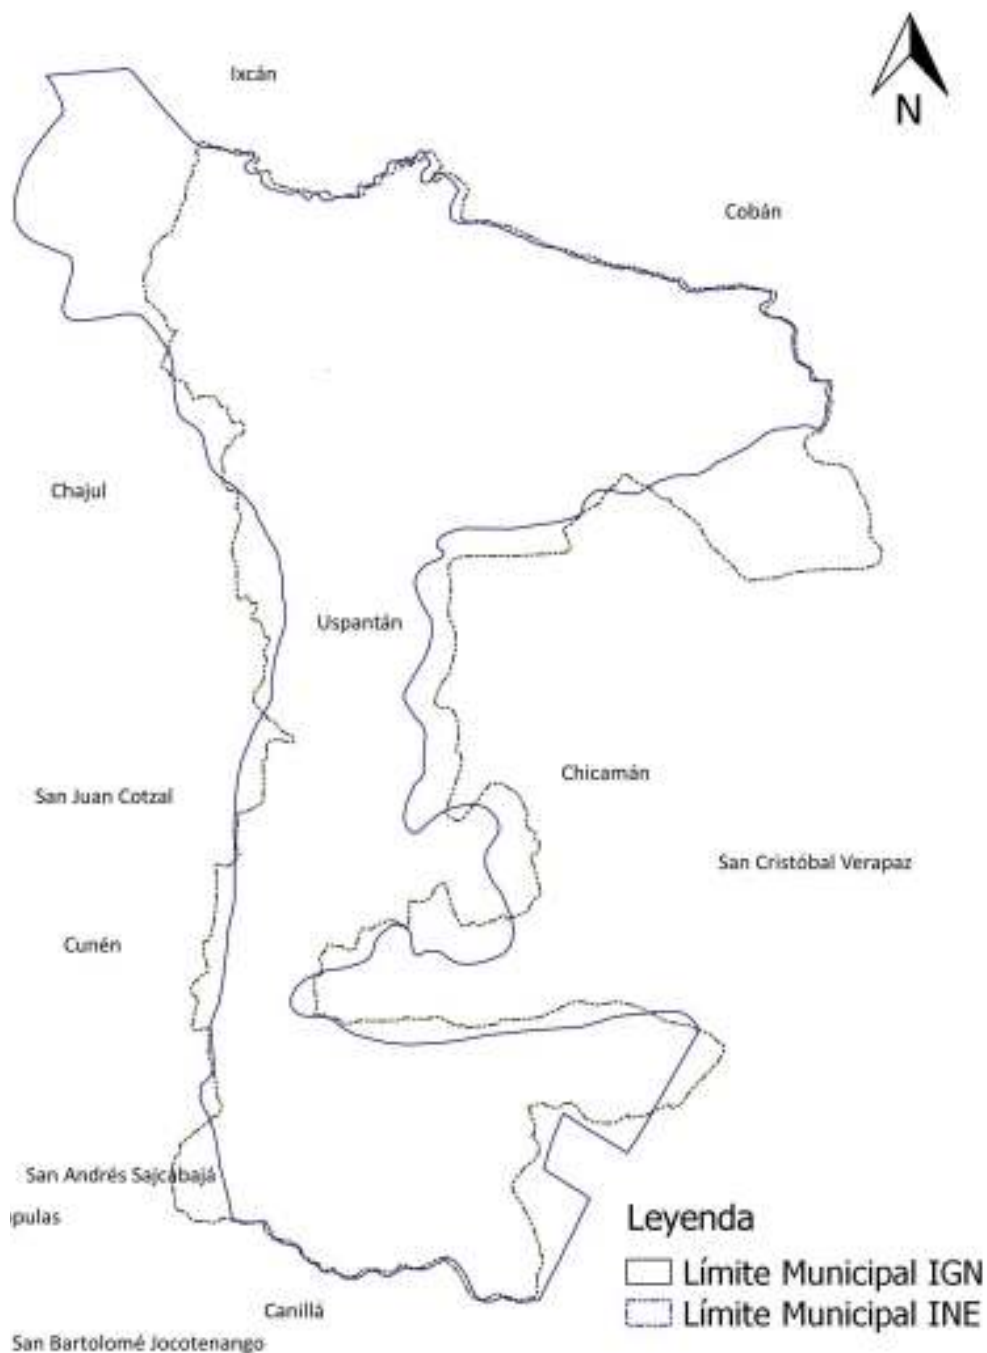 Ixcán
N
Cobán
Chajul
Uspantán
Chicamán
San Juan Cotzal
San Cristóbal Verapaz
Cunén
San Andrés Sajcabajá
apulas
Leyenda
Límite Municipal IGN
Límite Municipal INE
Canillá
San Bartolomé Jocotenango